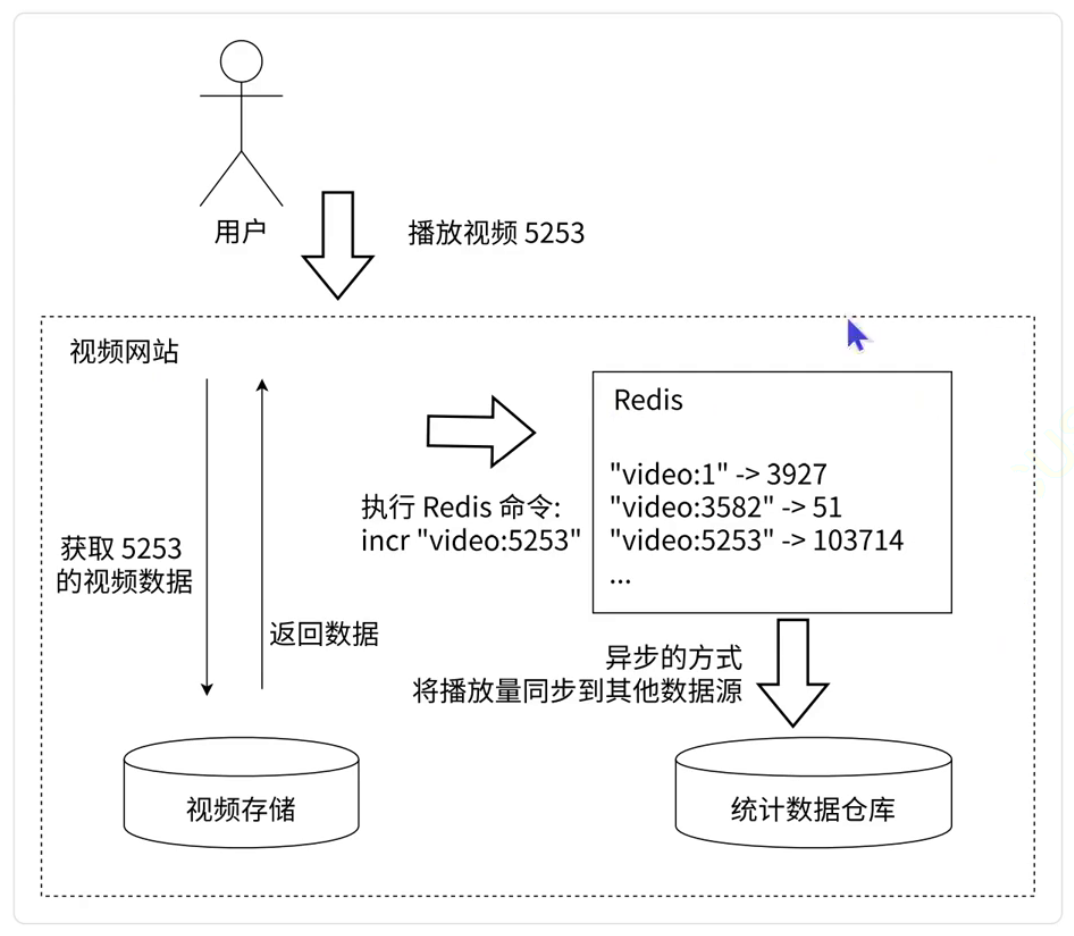 用户
播放视频 5253
视频网站
Redis
"video:1" -> 3927
"video:3582" -> 51
"video:5253" -> 103714
...
执行 Redis 命令:
incr "video:5253"
获取 5253
的视频数据
返回数据
异步的方式
将播放量同步到其他数据源
视频存储
统计数据仓库